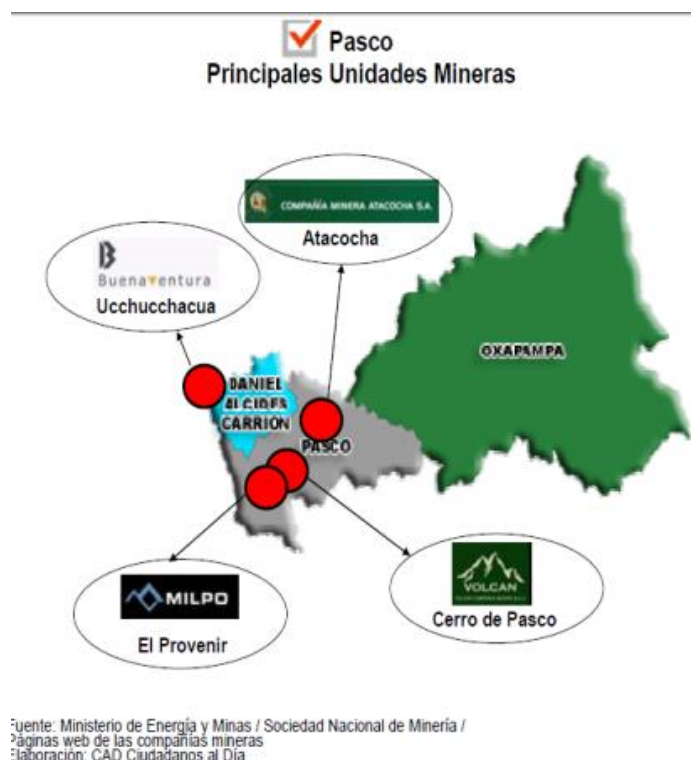 Pasco
Principales Unidades Mineras
COMPAÑÍA MINERA ATACOCHA S.A.
Atacocha
Buenaventura
Ucchucchacua
OXAPAMPA
DANIEL
ALCIDES
CARRION
PASCO
MILPO
El Provenir
VOLCAN
Cerro de Pasco
Fuente: Ministerio de Energía y Minas / Sociedad Nacional de Minería /
Páginas web de las compañías mineras
Elaboración: CAD Ciudadanos al Día